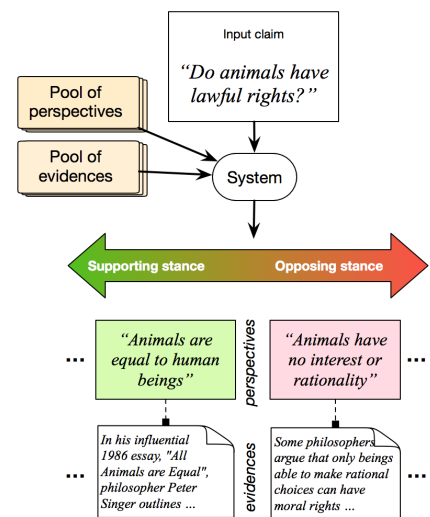 Input claim
“Do animals have
lawful rights?”
Pool of
perspectives
Pool of
evidences
System
Supporting stance
Opposing stance
“Animals are
equal to human
beings”
perspectives
“Animals have
no interest or
rationality”
...
...
In his influential
1986 essay, "All
Animals are Equal",
philosopher Peter
Singer outlines ...
evidences
Some philosophers
argue that only beings
able to make rational
choices can have
moral rights ...
...
...